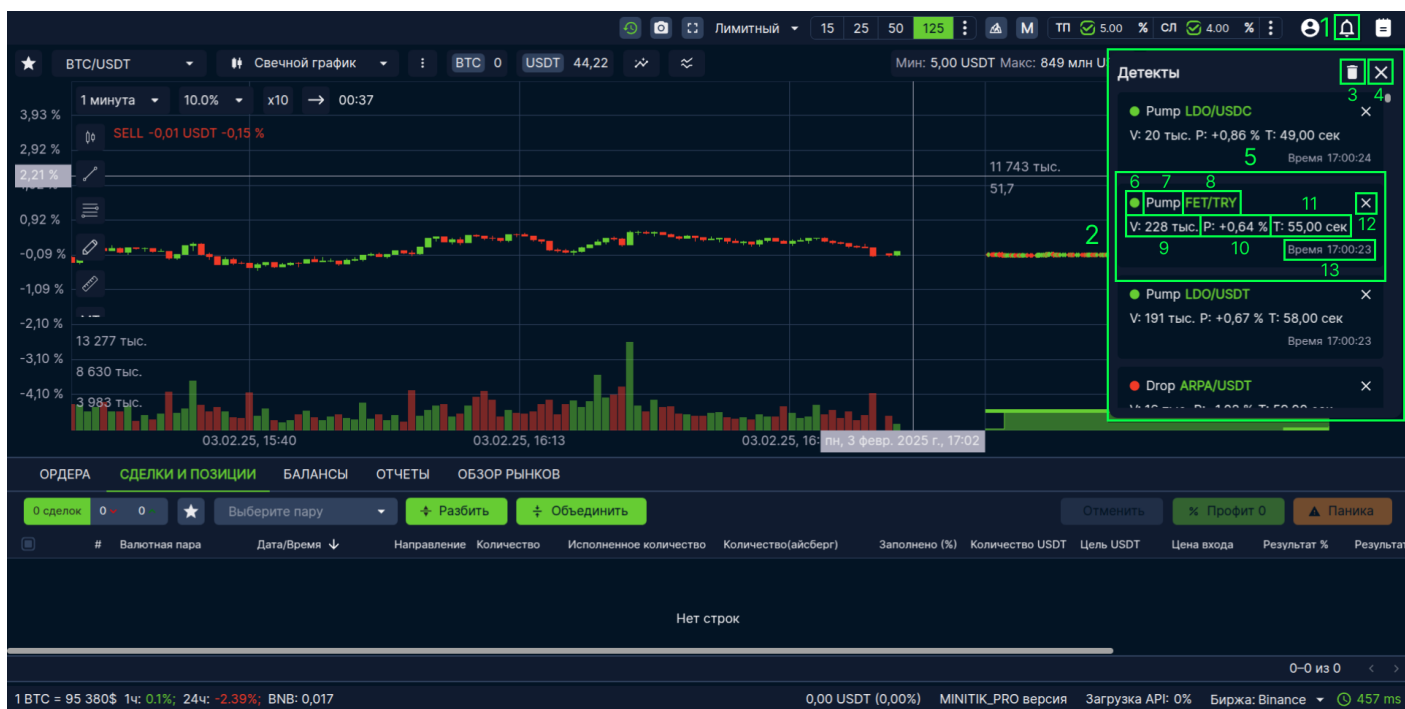 Лимитный 15 25 50 125 M ТП 5.00 % СЛ 4.00 % 1
BTC/USDT Свечной график BTC 0 USDT 44,22 Мин: 5,00 USDT Макс: 849 млн U
1 минута 10.0% x10 00:37
SELL -0,01 USDT -0,15 %
3,93 %
2,92 %
2,21 %
0,92 %
-0,09 %
-1,09 %
-2,10 %
-3,10 %
-4,10 %
11 743 тыс.
51,7
13 277 тыс.
8 630 тыс.
3 983 тыс.
03.02.25, 15:40
03.02.25, 16:13
03.02.25, 16:
пн, 3 февр. 2025 г., 17:02
2
Детекты
3 4
Pump LDO/USDC
V: 20 тыс. P: +0,86 % T: 49,00 сек
5
Время 17:00:24
6 7 8
Pump FET/TRY 11
V: 228 тыс. P: +0,64 % T: 55,00 сек 12
9 10 Время 17:00:23
13
Pump LDO/USDT
V: 191 тыс. P: +0,67 % T: 58,00 сек
Время 17:00:23
Drop ARPA/USDT
ОРДЕРА СДЕЛКИ И ПОЗИЦИИ БАЛАНСЫ ОТЧЕТЫ ОБЗОР РЫНКОВ
0 сделок 0 0 Выберите пару Разбить Объединить Отменить % Профит 0 Паника
# Валютная пара Дата/Время Направление Количество Исполненное количество Количество(айсберг) Заполнено (%) Количество USDT Цель USDT Цена входа Результат % Результат
Нет строк
0–0 из 0
1 BTC = 95 380$ 1ч: 0.1%; 24ч: -2.39%; BNB: 0,017 0,00 USDT (0,00%) MINITIK_PRO версия Загрузка API: 0% Биржа: Binance 457 ms